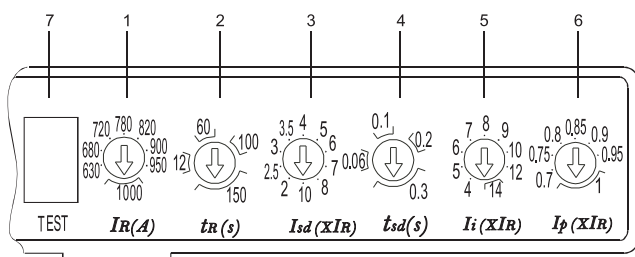 7 1 2 3 4 5 6
630 680 720 780 820 900 950 1000
12 60 100 150
2 2.5 3 3.5 4 5 6 7 8 10
0.06 0.1 0.2 0.3
4 5 6 7 8 9 10 12 14
0.7 0.75 0.8 0.85 0.9 0.95 1
TEST IR(A) tR(s) Isd(XIR) tsd(s) Ii(XIR) Ip(XIR)